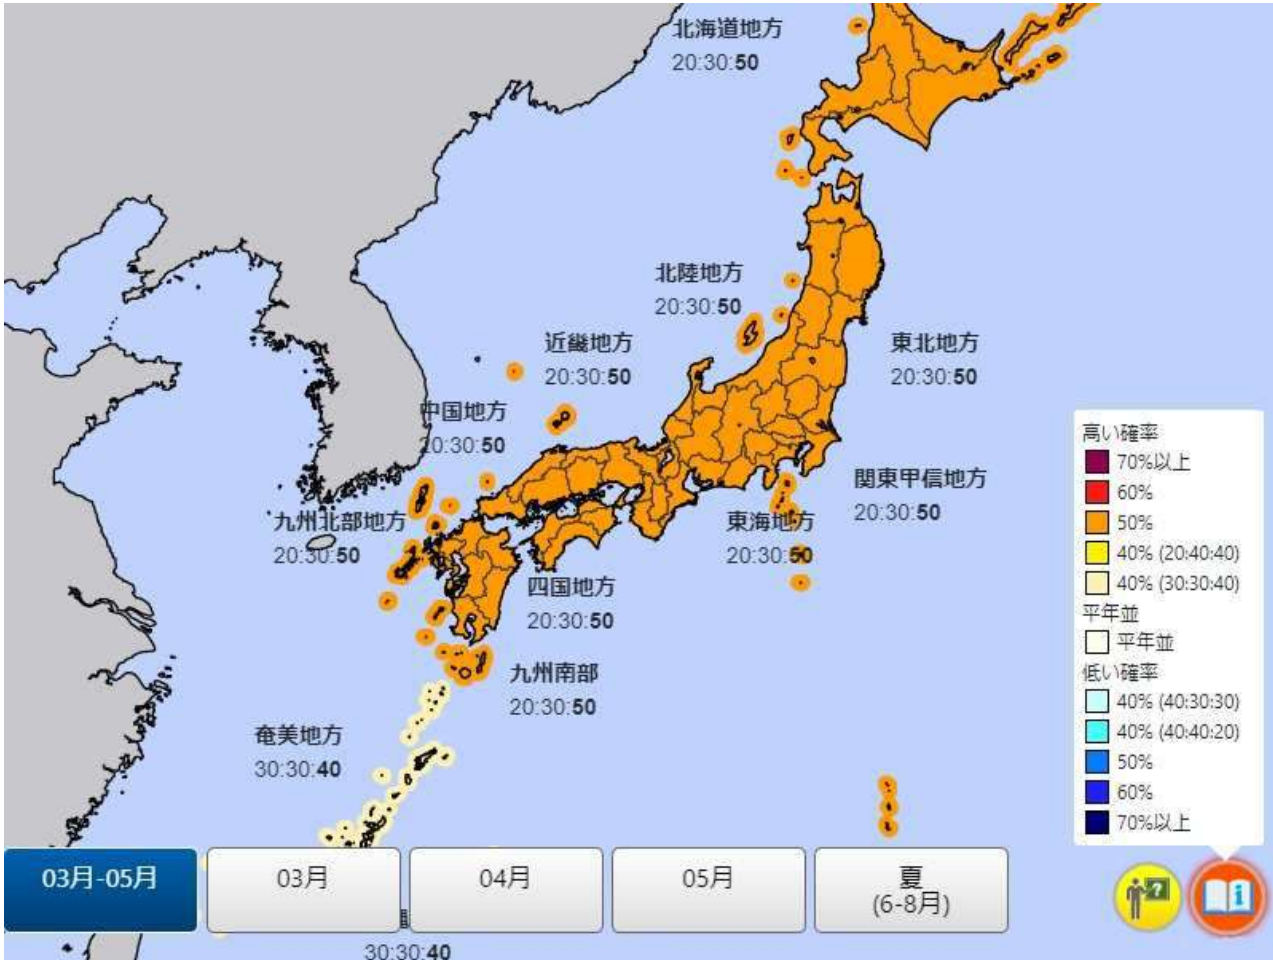 北海道地方
20:30:50
北陸地方
20:30:50
近畿地方
20:30:50
東北地方
20:30:50
中国地方
20:30:50
関東甲信地方
20:30:50
九州北部地方
20:30:50
東海地方
20:30:50
四国地方
20:30:50
九州南部
20:30:50
奄美地方
30:30:40
30:30:40
高い確率
70%以上
60%
50%
40% (20:40:40)
40% (30:30:40)
平年並
平年並
低い確率
40% (40:30:30)
40% (40:40:20)
50%
60%
70%以上
03月-05月
03月
04月
05月
夏
(6-8月)
?
i